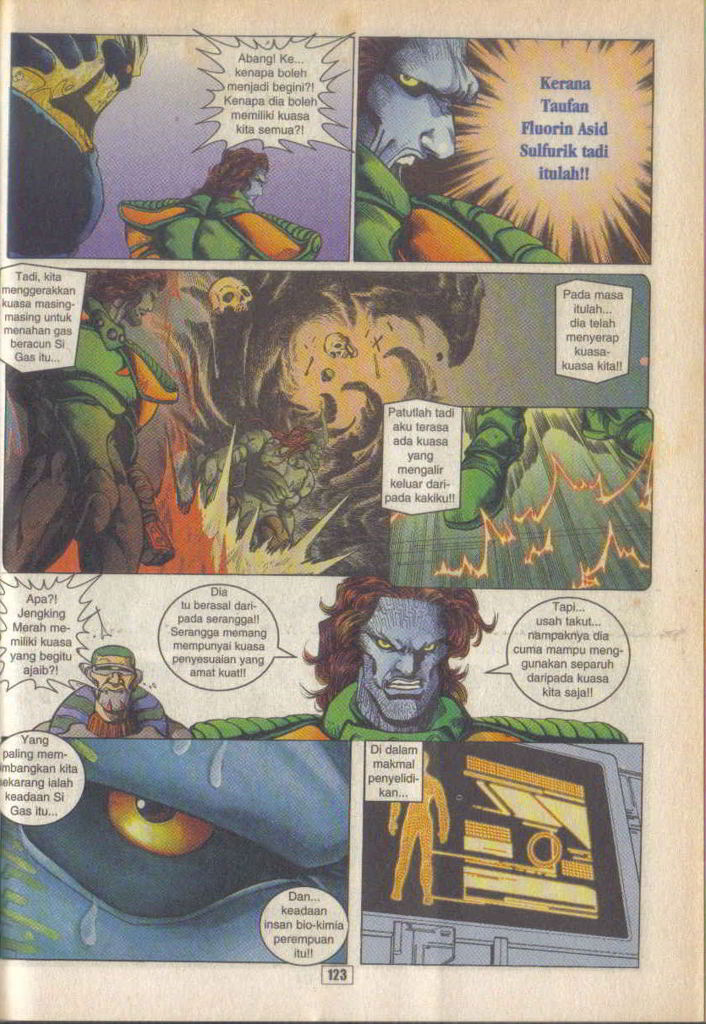 Abang! Ke...
kenapa boleh
menjadi begini?!
Kenapa dia boleh
memiliki kuasa
kita semua?!
Kerana
Taufan
Fluorin Asid
Sulfurik tadi
itulah!!
Tadi, kita
menggerakkan
kuasa masing-
masing untuk
menahan gas
beracun Si
Gas itu...
Pada masa
itulah...
dia telah
menyerap
kuasa-
kuasa kita!!
Patutlah tadi
aku terasa
ada kuasa
yang
mengalir
keluar dari-
pada kakiku!!
Apa?!
Jengking
Merah me-
miliki kuasa
yang begitu
ajaib?!
Dia
tu berasal dari-
pada serangga!!
Serangga memang
mempunyai kuasa
penyesuaian yang
amat kuat!!
Tapi...
usah takut...
nampaknya dia
cuma mampu meng-
gunakan separuh
daripada kuasa
kita saja!!
Yang
paling mem-
imbangkan kita
ekarang ialah
keadaan Si
Gas itu...
Dan...
keadaan
insan bio-kimia
perempuan
itu!!
Di dalam
makmal
penyelidi-
kan...
123